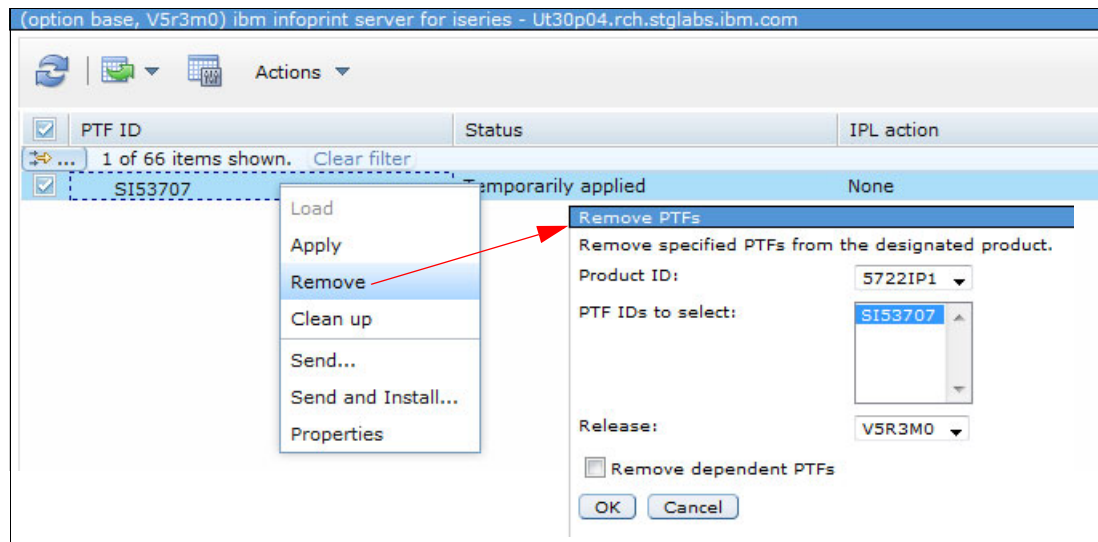 (option base, V5r3m0) ibm infoprint server for iseries - Ut30p04.rch.stglabs.ibm.com
Actions
PTF ID Status IPL action
... 1 of 66 items shown. Clear filter
SI53707 Temporarily applied None
Load
Apply
Remove
Clean up
Send...
Send and Install...
Properties
Remove PTFs
Remove specified PTFs from the designated product.
Product ID: 5722IP1
PTF IDs to select: SI53707
Release: V5R3M0
Remove dependent PTFs
OK Cancel